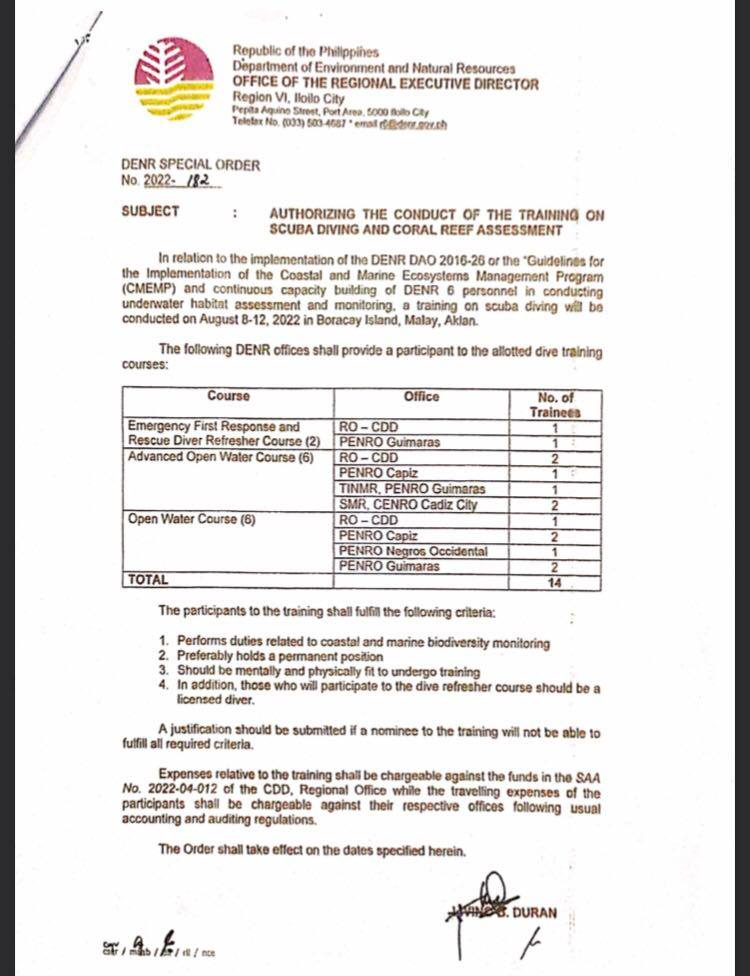 Republic of the Philippines
Department of Environment and Natural Resources
OFFICE OF THE REGIONAL EXECUTIVE DIRECTOR
Region VI, Iloilo City
Pepita Aquino Street, Port Area, 5000 Iloilo City
Telefax No. (033) 503-4687 * email r6@denr.gov.ph
DENR SPECIAL ORDER
No. 2022- 182
SUBJECT : AUTHORIZING THE CONDUCT OF THE TRAINING ON
SCUBA DIVING AND CORAL REEF ASSESSMENT
In relation to the implementation of the DENR DAO 2016-26 or the "Guidelines for
the Implementation of the Coastal and Marine Ecosystems Management Program
(CMEMP) and continuous capacity building of DENR 6 personnel in conducting
underwater habitat assessment and monitoring, a training on scuba diving will be
conducted on August 8-12, 2022 in Boracay Island, Malay, Aklan.
The following DENR offices shall provide a participant to the allotted dive training
courses:
Course Office No. of
Trainees
Emergency First Response and RO – CDD 1
Rescue Diver Refresher Course (2) PENRO Guimaras 1
Advanced Open Water Course (6) RO – CDD 2
PENRO Capiz 1
TINMR, PENRO Guimaras 1
SMR, CENRO Cadiz City 2
Open Water Course (6) RO – CDD 1
PENRO Capiz 2
PENRO Negros Occidental 1
PENRO Guimaras 2
TOTAL 14
The participants to the training shall fulfill the following criteria:
1. Performs duties related to coastal and marine biodiversity monitoring
2. Preferably holds a permanent position
3. Should be mentally and physically fit to undergo training
4. In addition, those who will participate to the dive refresher course should be a
licensed diver.
A justification should be submitted if a nominee to the training will not be able to
fulfill all required criteria.
Expenses relative to the training shall be chargeable against the funds in the SAA
No. 2022-04-012 of the CDD, Regional Office while the travelling expenses of the
participants shall be chargeable against their respective offices following usual
accounting and auditing regulations.
The Order shall take effect on the dates specified herein.
DURAN
/ rll / nce